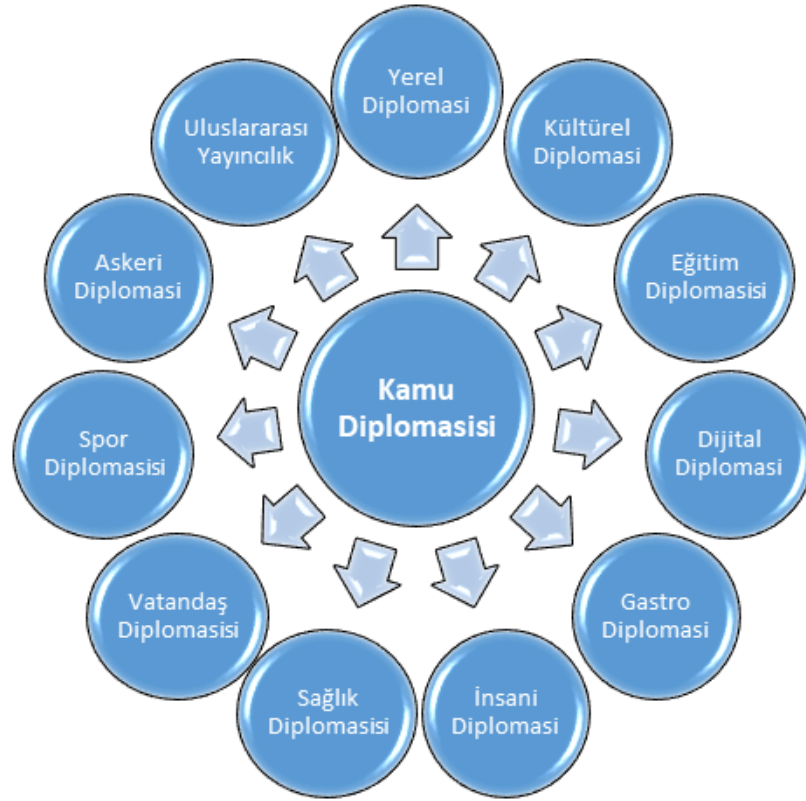 Yerel
Diplomasi
Kültürel
Diplomasi
Eğitim
Diplomasisi
Dijital
Diplomasi
Gastro
Diplomasi
İnsani
Diplomasi
Sağlık
Diplomasisi
Vatandaş
Diplomasisi
Spor
Diplomasisi
Askeri
Diplomasi
Uluslararası
Yayıncılık
Kamu
Diplomasisi